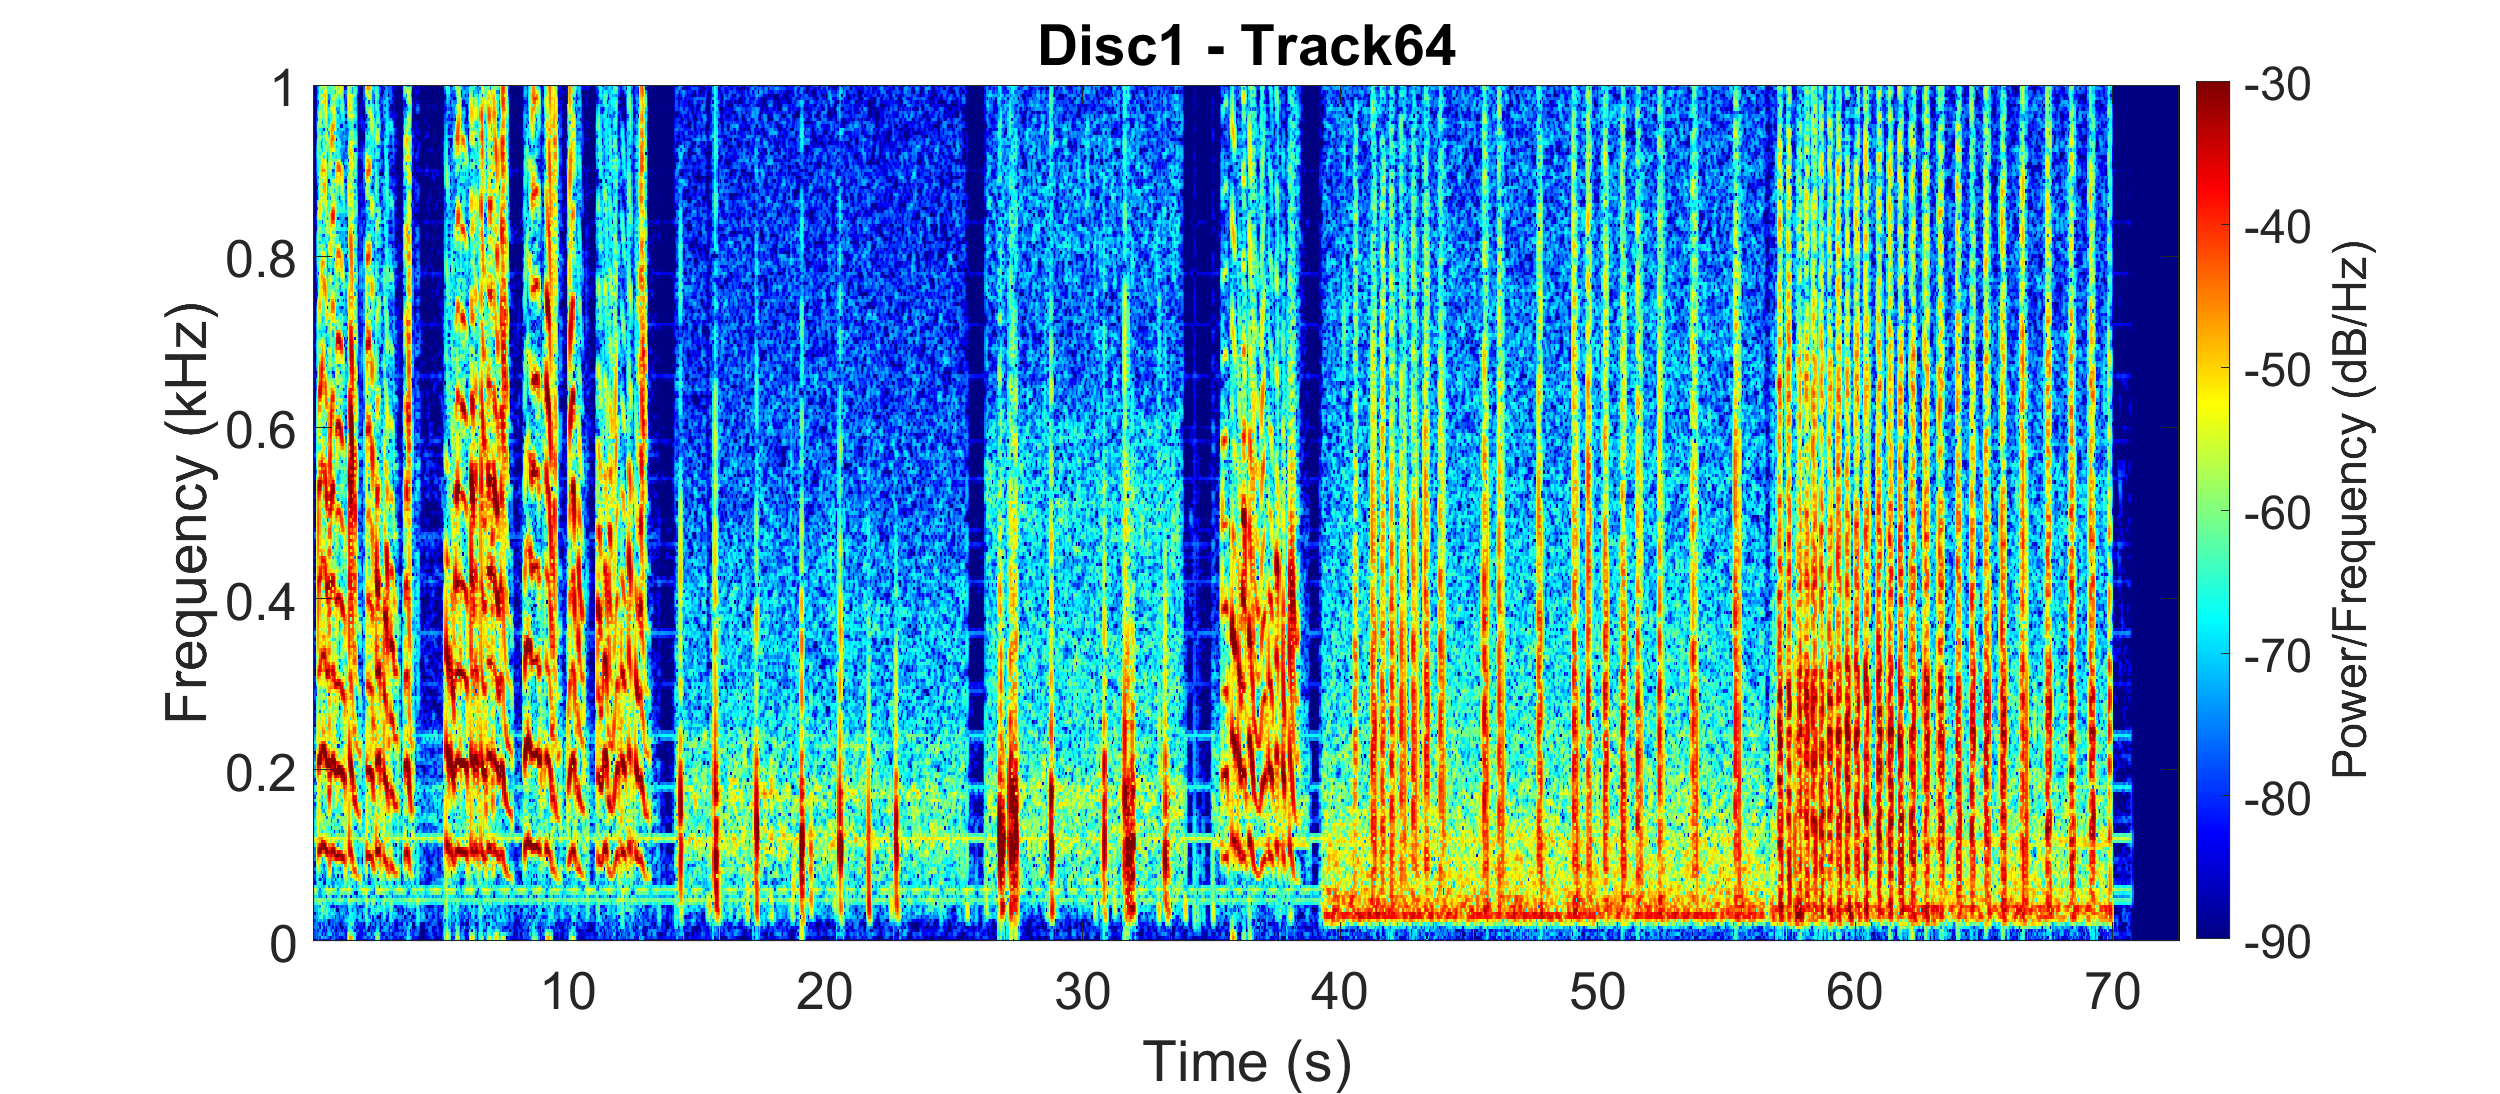 Disc1 - Track64
Frequency (kHz)
1
0.8
0.6
0.4
0.2
0
10 20 30 40 50 60 70
Time (s)
-30
-40
-50
-60
-70
-80
-90
Power/Frequency (dB/Hz)